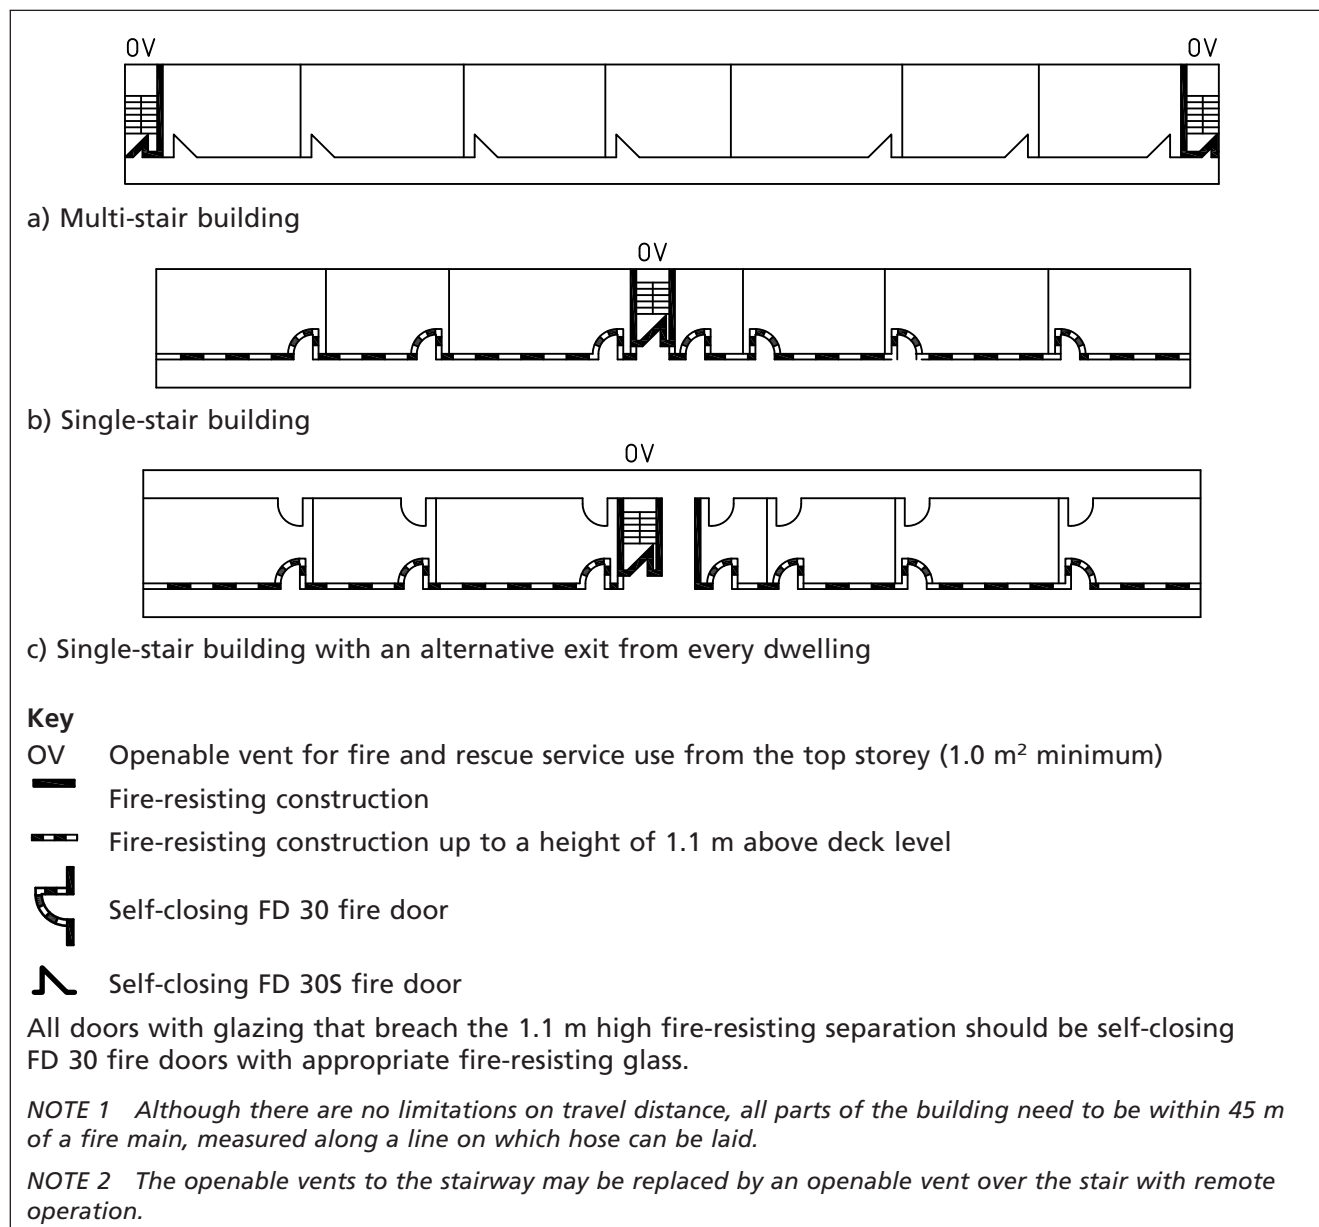 OV OV
a) Multi-stair building
OV
b) Single-stair building
OV
c) Single-stair building with an alternative exit from every dwelling
Key
OV Openable vent for fire and rescue service use from the top storey (1.0 m² minimum)
Fire-resisting construction
Fire-resisting construction up to a height of 1.1 m above deck level
Self-closing FD 30 fire door
Self-closing FD 30S fire door
All doors with glazing that breach the 1.1 m high fire-resisting separation should be self-closing
FD 30 fire doors with appropriate fire-resisting glass.
NOTE 1 Although there are no limitations on travel distance, all parts of the building need to be within 45 m
of a fire main, measured along a line on which hose can be laid.
NOTE 2 The openable vents to the stairway may be replaced by an openable vent over the stair with remote
operation.